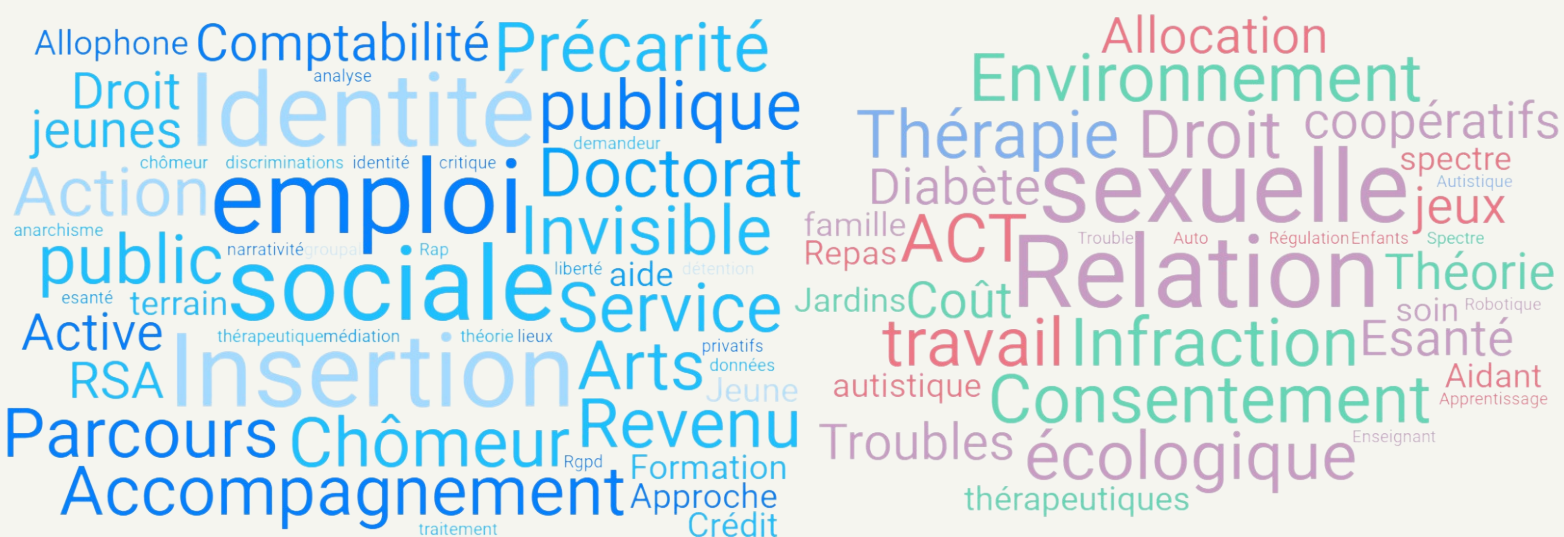 Allophone Comptabilité Précarité
analyse
Droit Identité publique
jeunes
demandeur
chômeur discriminations identité critique
Doctorat
Action emploi
anarchisme
Invisible
public narrativité groupal Rap
liberté aide détention
esanté terrain sociale Service
Active thérapeutique médiation théorie lieux
privatifs
RSA Insertion Arts données
Jeune
Parcours Chômeur Revenu
Rgpd Formation
Accompagnement Approche
traitement Crédit
Allocation
Environnement
Thérapie Droit coopératifs
spectre
Diabète sexuelle Autistique
jeux
famille ACT Trouble Auto Régulation Enfants Spectre
Repas Relation Théorie
Jardins Coût soin Robotique
travail Infraction Esanté
autistique Aidant
Consentement Apprentissage
Troubles écologique Enseignant
thérapeutiques